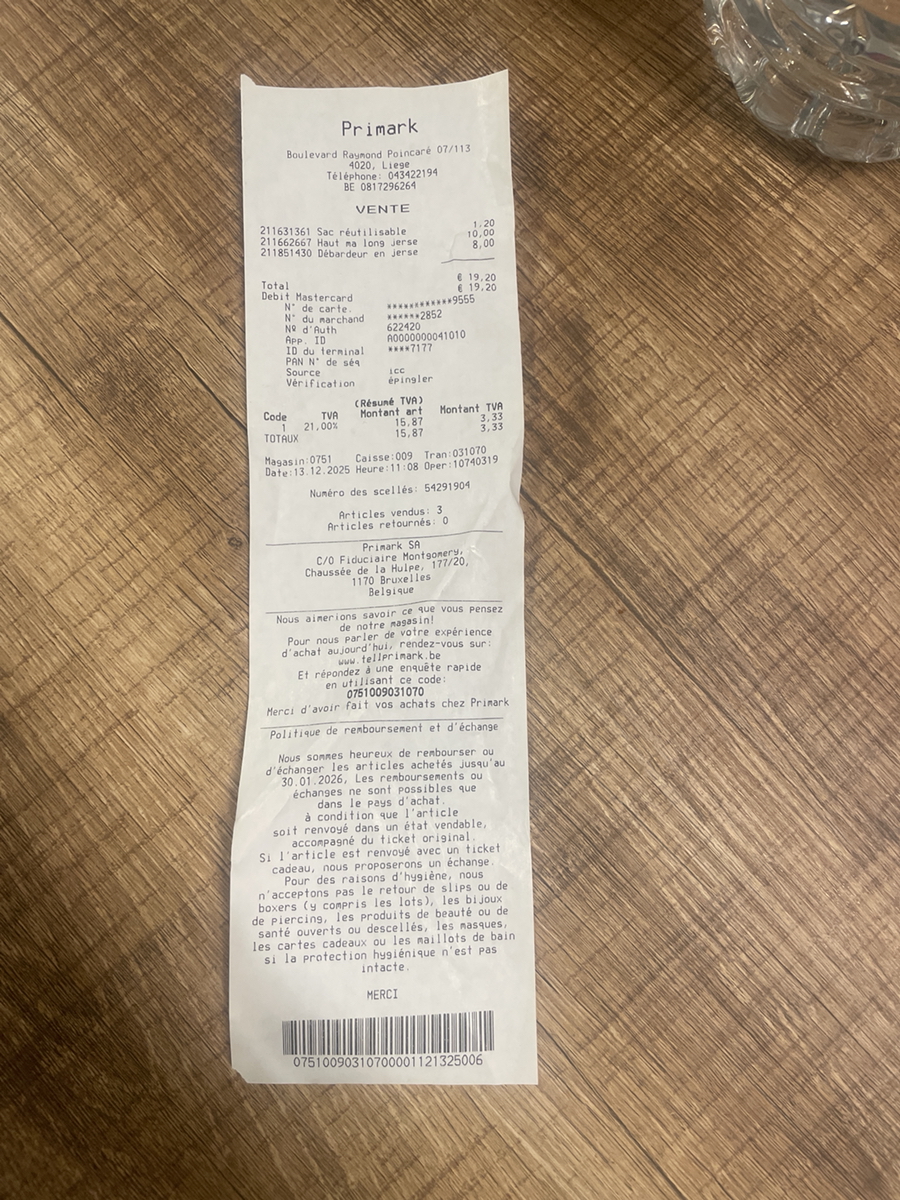 Primark
Boulevard Raymond Poincaré 07/113
4020, Liege
Téléphone: 043422194
BE 0817296264
VENTE
211631361 Sac réutilisable 1,20
211662667 Haut ma long jerse 10,00
211851430 Débardeur en jerse 8,00
Total € 19,20
Debit Mastercard € 19,20
N° de carte. ************9555
N° du marchand ******2852
Nº d'Auth 622420
App. ID A0000000041010
ID du terminal ****7177
PAN N° de séq
Source icc
Vérification épingler
(Résumé TVA)
Code TVA Montant art Montant TVA
1 21,00% 15,87 3,33
TOTAUX 15,87 3,33
Magasin:0751 Caisse:009 Tran:031070
Date:13.12.2025 Heure:11:08 Oper:10740319
Numéro des scellés: 54291904
Articles vendus: 3
Articles retournés: 0
Primark SA
C/O Fiduciaire Montgomery,
Chaussée de la Hulpe, 177/20,
1170 Bruxelles
Belgique
Nous aimerions savoir ce que vous pensez
de notre magasin!
Pour nous parler de votre expérience
d'achat aujourd'hui, rendez-vous sur:
www.tellprimark.be
Et répondez à une enquête rapide
en utilisant ce code:
0751009031070
Merci d'avoir fait vos achats chez Primark
Politique de remboursement et d'échange
Nous sommes heureux de rembourser ou
d'échanger les articles achetés jusqu'au
30.01.2026, Les remboursements ou
échanges ne sont possibles que
dans le pays d'achat.
à condition que l'article
soit renvoyé dans un état vendable,
accompagné du ticket original.
Si l'article est renvoyé avec un ticket
cadeau, nous proposerons un échange.
Pour des raisons d'hygiène, nous
n'acceptons pas le retour de slips ou de
boxers (y compris les lots), les bijoux
de piercing, les produits de beauté ou de
santé ouverts ou descellés, les masques,
les cartes cadeaux ou les maillots de bain
si la protection hygiénique n'est pas
intacte.
MERCI
07510090310700001121325006